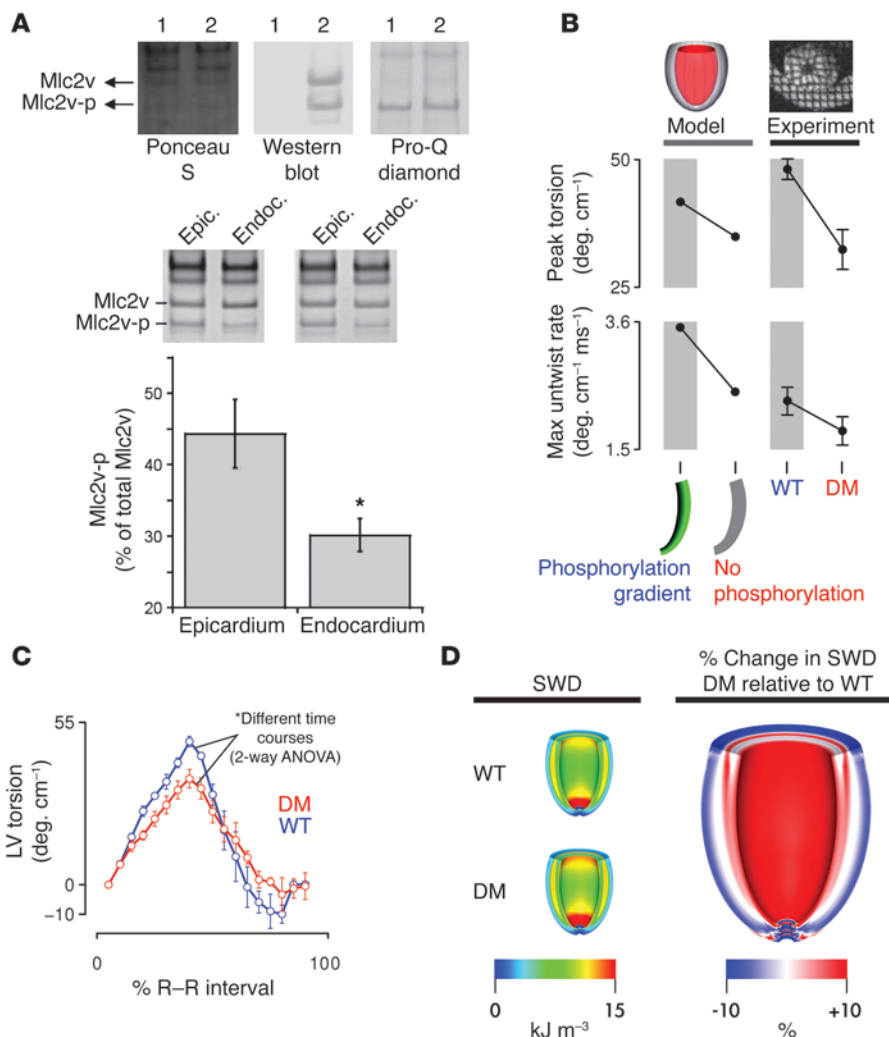 A
1 2 1 2 1 2
Mlc2v
Mlc2v-p
Ponceau
S
Western
blot
Pro-Q
diamond
Epic. Endoc. Epic. Endoc.
Mlc2v
Mlc2v-p
Mlc2v-p
(% of total Mlc2v)
50
40
30
20
*
Epicardium Endocardium
B
Model Experiment
Peak torsion
(deg. cm⁻¹)
50
25
Max untwist rate
(deg. cm⁻¹ ms⁻¹)
3.6
1.5
WT DM
Phosphorylation
gradient
No
phosphorylation
C
LV torsion
(deg. cm⁻¹)
55
0
−10
*Different time
courses
(2-way ANOVA)
DM
WT
0 100
% R–R interval
D
SWD
% Change in SWD
DM relative to WT
WT
DM
0 15
kJ m⁻³
-10 +10
%